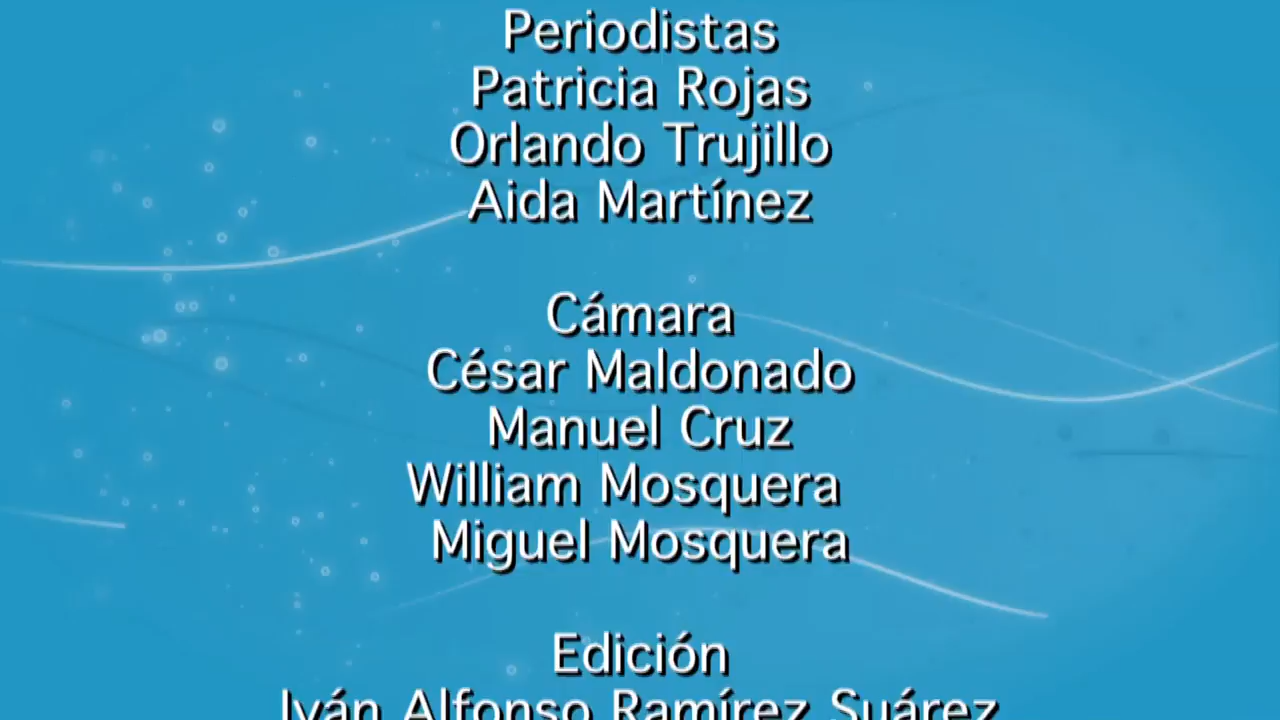 Periodistas
Patricia Rojas
Orlando Trujillo
Aida Martínez
Cámara
César Maldonado
Manuel Cruz
William Mosquera
Miguel Mosquera
Edición
Iván Alfonso Ramírez Suárez